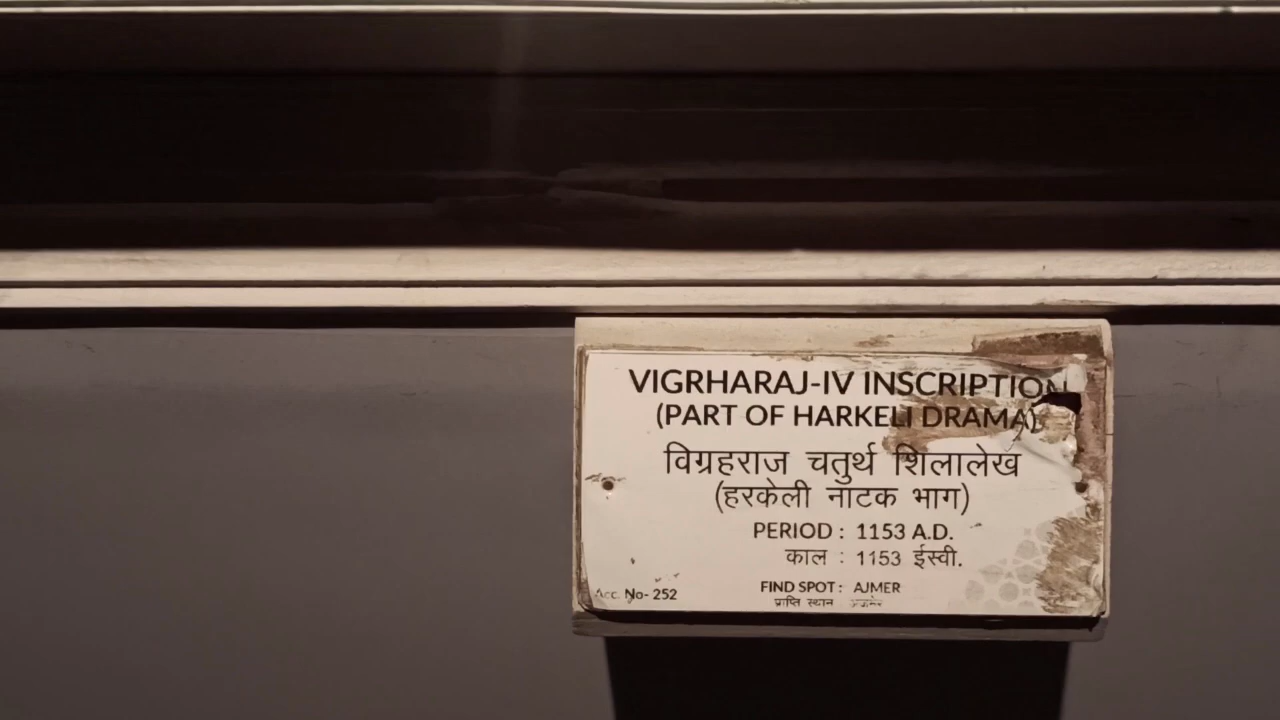 VIGRHARAJ-IV INSCRIPTION
(PART OF HARKELI DRAMA)
विग्रहराज चतुर्थ शिलालेख
(हरकेली नाटक भाग)
PERIOD : 1153 A.D.
काल : 1153 ईस्वी.
FIND SPOT : AJMER
Acc. No- 252
प्राप्ति स्थान